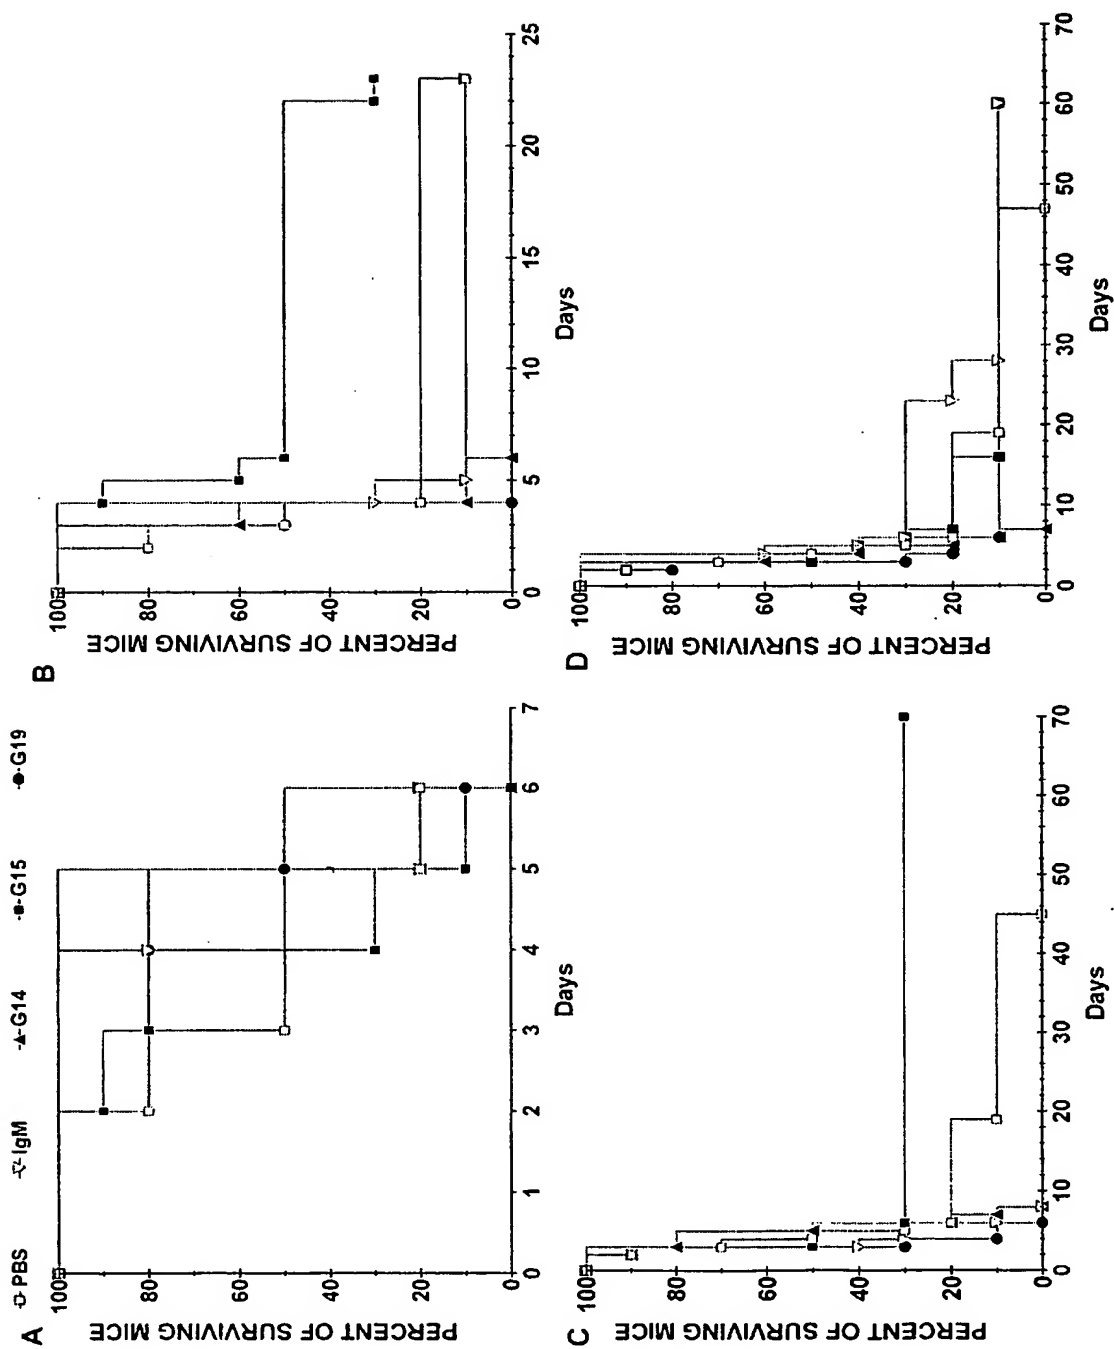 PBS IgM G14 G15 G19
A
PERCENT OF SURVIVING MICE
100
80
60
40
20
0
0 1 2 3 4 5 6 7
Days
B
PERCENT OF SURVIVING MICE
100
80
60
40
20
0
0 5 10 15 20 25
Days
C
PERCENT OF SURVIVING MICE
100
80
60
40
20
0
0 10 20 30 40 50 60 70
Days
D
PERCENT OF SURVIVING MICE
100
80
60
40
20
0
0 10 20 30 40 50 60 70
Days